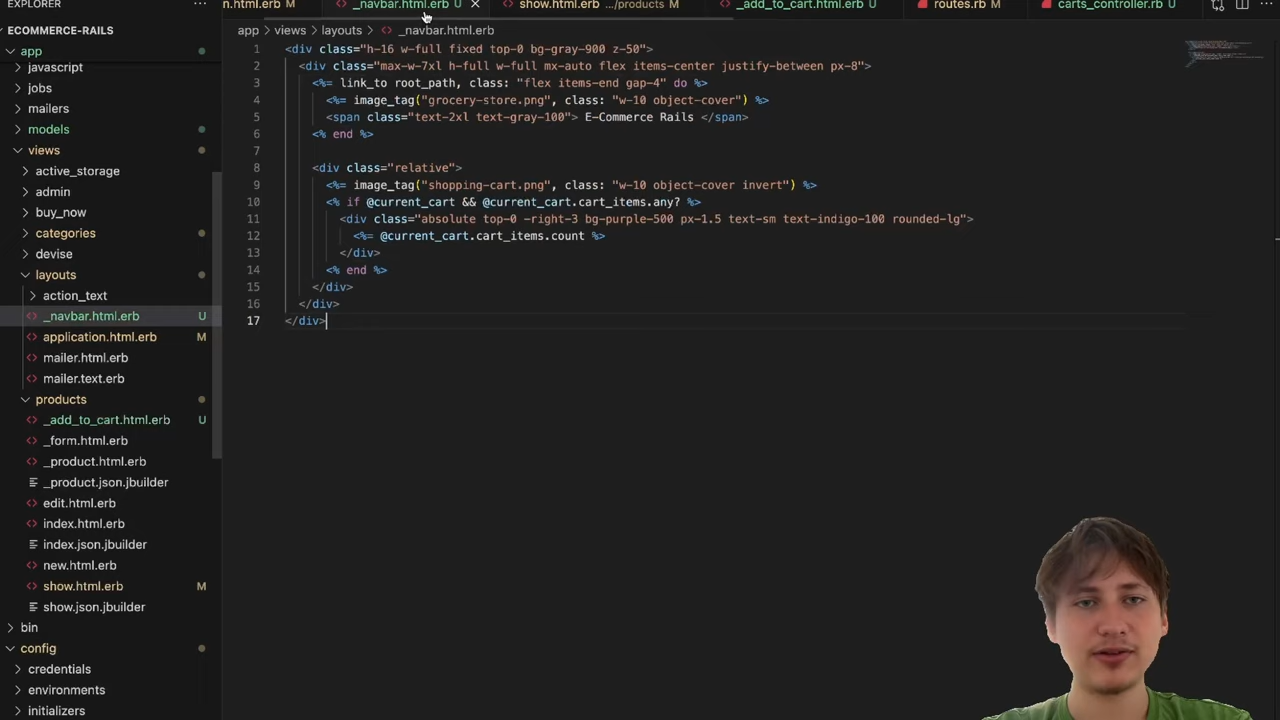 EXPLORER
...
ECOMMERCE-RAILS
app
javascript
jobs
mailers
models
views
active_storage
admin
buy_now
categories
devise
layouts
action_text
_navbar.html.erb U
application.html.erb M
mailer.html.erb
mailer.text.erb
products
_add_to_cart.html.erb U
_form.html.erb
_product.html.erb
_product.json.jbuilder
edit.html.erb
index.html.erb
index.json.jbuilder
new.html.erb
show.html.erb M
show.json.jbuilder
bin
config
credentials
environments
initializers
n.html.erb M
_navbar.html.erb U
show.html.erb .../products M
_add_to_cart.html.erb U
routes.rb M
carts_controller.rb U
app > views > layouts > _navbar.html.erb
1 <div class="h-16 w-full fixed top-0 bg-gray-900 z-50">
2 <div class="max-w-7xl h-full w-full mx-auto flex items-center justify-between px-8">
3 <%= link_to root_path, class: "flex items-end gap-4" do %>
4 <%= image_tag("grocery-store.png", class: "w-10 object-cover") %>
5 <span class="text-2xl text-gray-100"> E-Commerce Rails </span>
6 <% end %>
7
8 <div class="relative">
9 <%= image_tag("shopping-cart.png", class: "w-10 object-cover invert") %>
10 <% if @current_cart && @current_cart.cart_items.any? %>
11 <div class="absolute top-0 -right-3 bg-purple-500 px-1.5 text-sm text-indigo-100 rounded-lg">
12 <%= @current_cart.cart_items.count %>
13 </div>
14 <% end %>
15 </div>
16 </div>
17 </div>